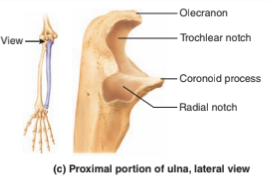 Olecranon
Trochlear notch
View
Coronoid process
Radial notch
(c) Proximal portion of ulna, lateral view